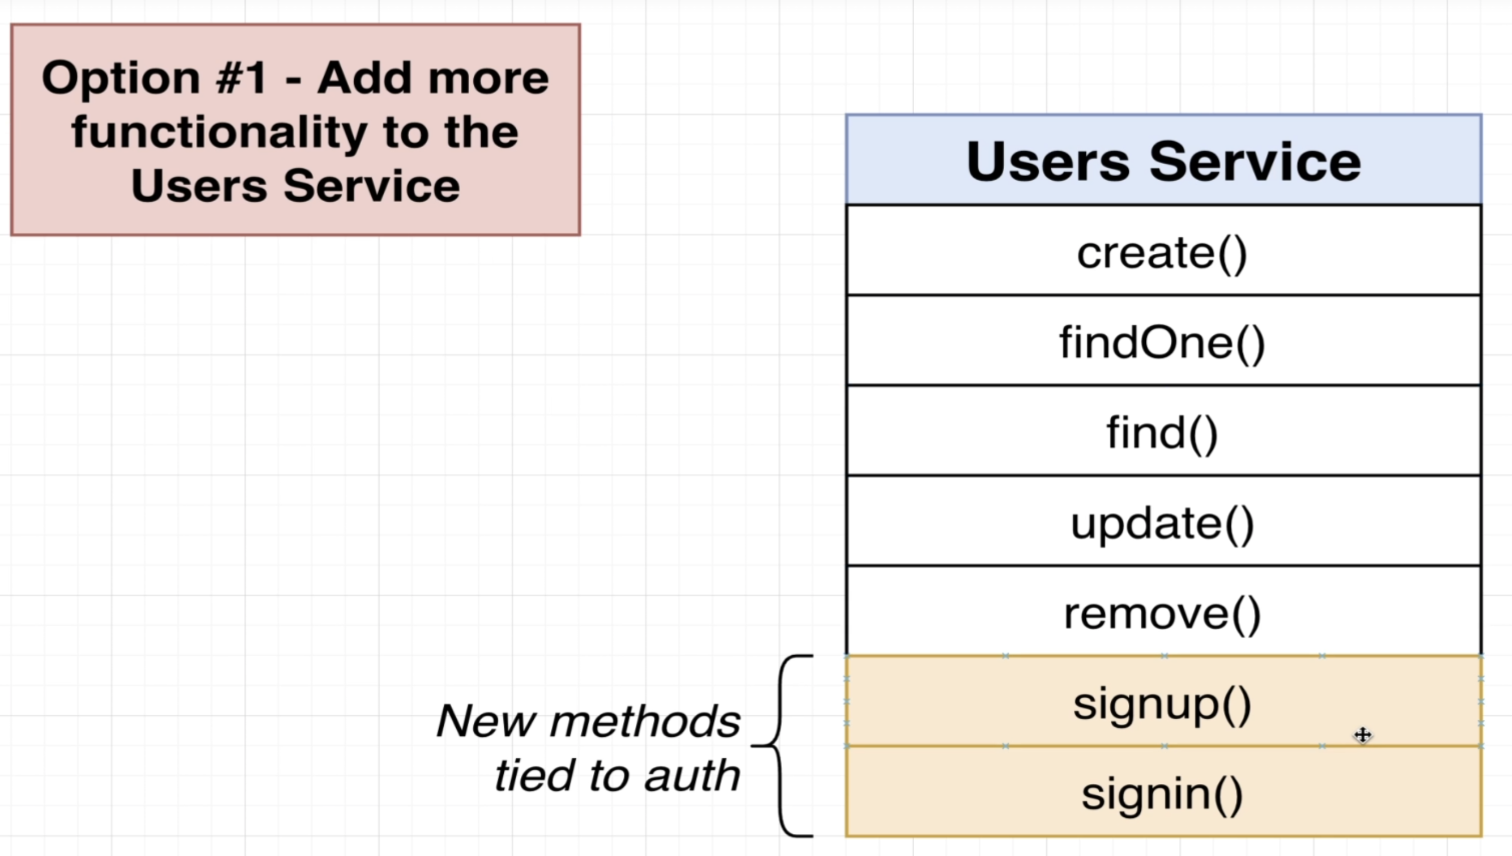 Option #1 - Add more
functionality to the
Users Service
Users Service
create()
findOne()
find()
update()
remove()
signup()
signin()
New methods
tied to auth